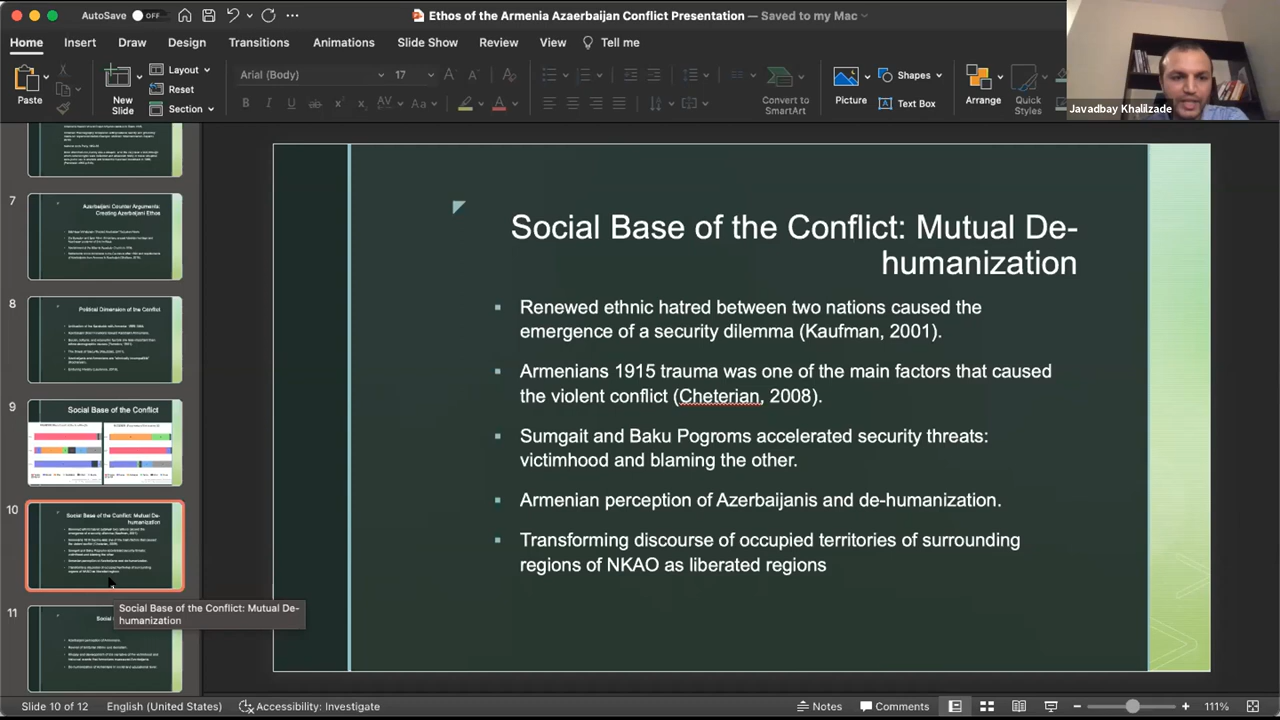 AutoSave OFF
Ethos of the Armenia Azaerbaijan Conflict Presentation — Saved to my Mac
Home Insert Draw Design Transitions Animations Slide Show Review View Tell me
Paste
New
Slide
Layout
Reset
Section
Arial (Body) 17
Convert to
SmartArt
Picture
Shapes
Text Box
Arrange
Quick
Styles
Javadbay Khalilzade
7
Azerbaijani Counter Arguments:
Creating Azerbaijani Ethos
8
Political Dimension of the Conflict
9
Social Base of the Conflict
10
Social Base of the Conflict: Mutual De-
humanization
11
Social Base of the Conflict: Mutual De-
humanization
Social Base of the Conflict: Mutual De-
humanization
Renewed ethnic hatred between two nations caused the
emergence of a security dilemma (Kaufman, 2001).
Armenians 1915 trauma was one of the main factors that caused
the violent conflict (Cheterian, 2008).
Sumgait and Baku Pogroms accelerated security threats:
victimhood and blaming the other
Armenian perception of Azerbaijanis and de-humanization.
Transforming discourse of occupied territories of surrounding
regions of NKAO as liberated regions
Slide 10 of 12 English (United States) Accessibility: Investigate Notes Comments 111%